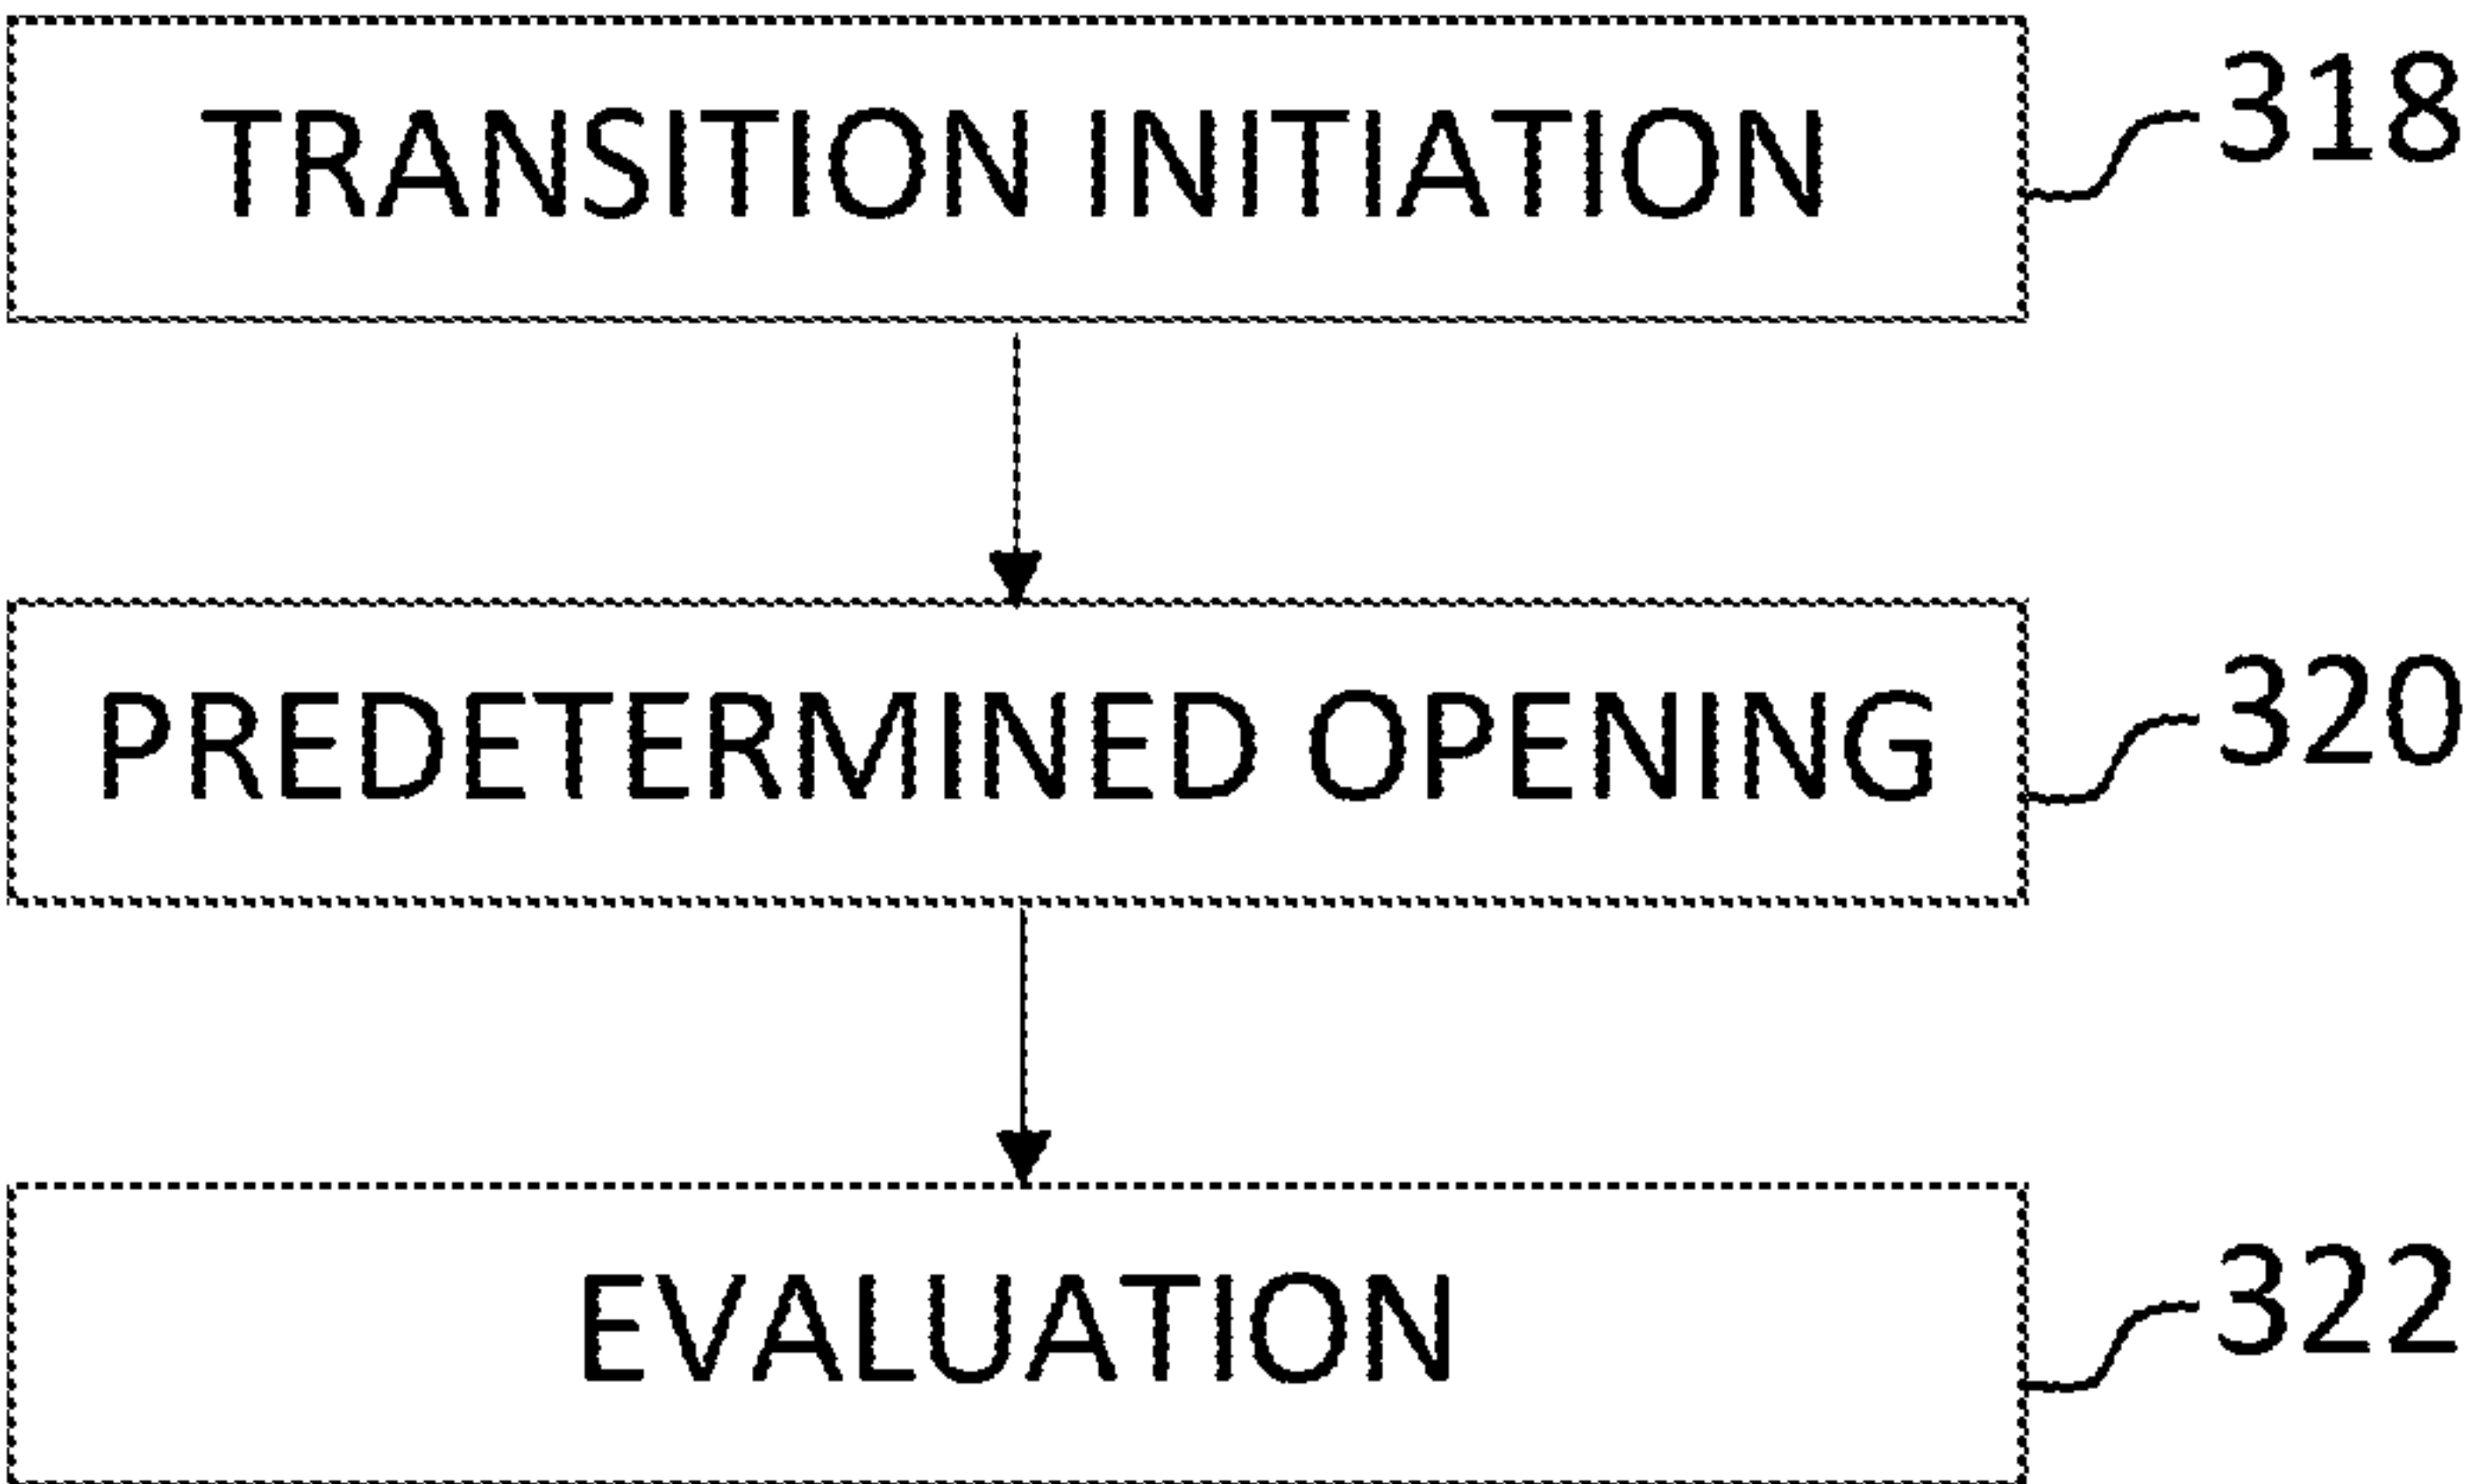 TRANSITION INITIATION
318
PREDETERMINED OPENING
320
EVALUATION
322